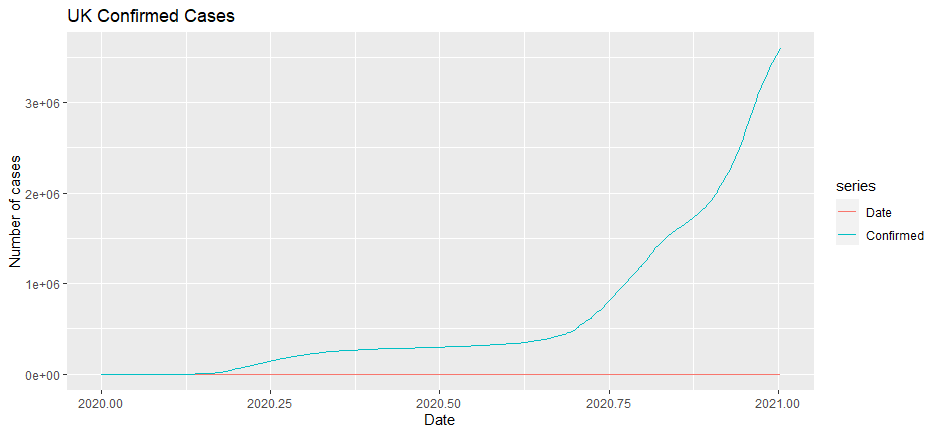 UK Confirmed Cases
3e+06
2e+06
1e+06
0e+00
Number of cases
2020.00 2020.25 2020.50 2020.75 2021.00
Date
series
Date
Confirmed